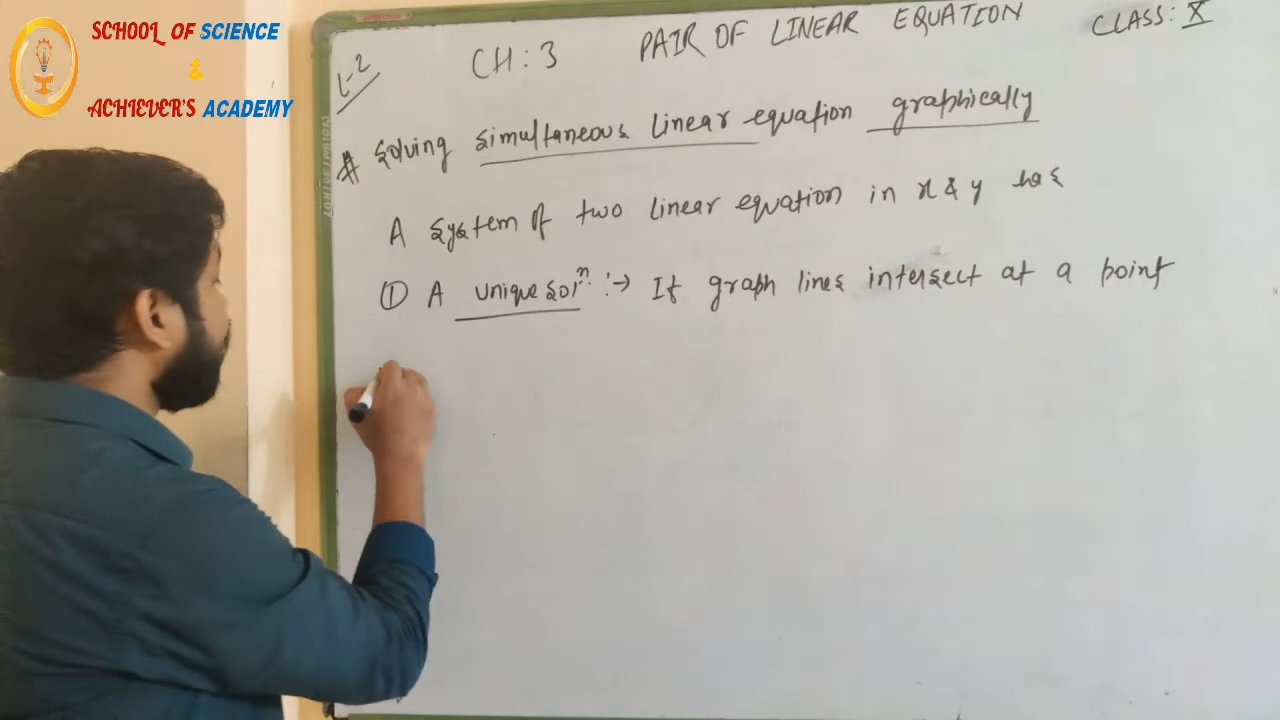 SCHOOL OF SCIENCE
&
ACHIEVER'S ACADEMY
L-2
CH: 3 PAIR OF LINEAR EQUATION CLASS: X
# Solving simultaneous linear equation graphically
A system of two linear equation in x & y has
① A unique solⁿ :→ If graph lines intersect at a point